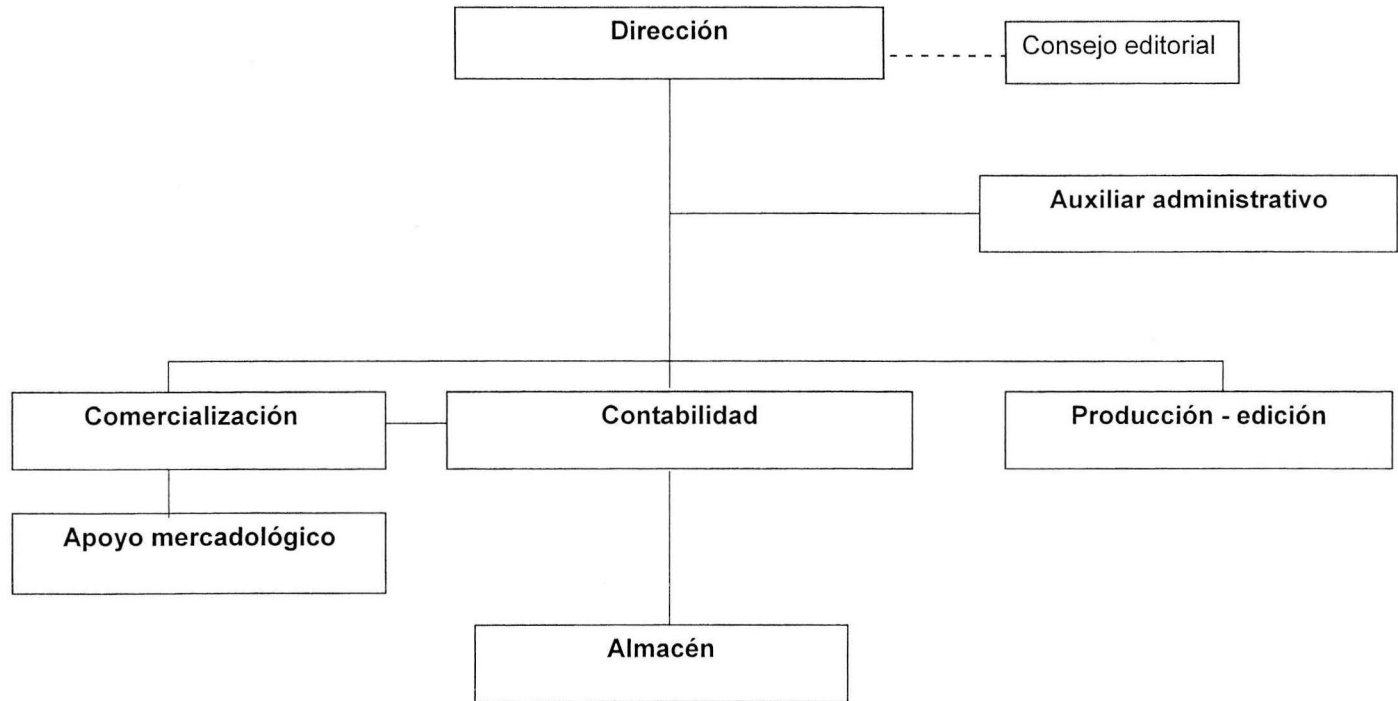 Dirección
Consejo editorial
Auxiliar administrativo
Comercialización
Contabilidad
Producción - edición
Apoyo mercadológico
Almacén